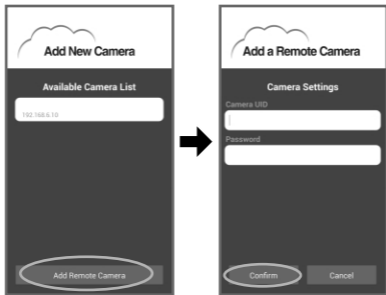 Add New Camera
Available Camera List
192.168.6.10
Add Remote Camera
Add a Remote Camera
Camera Settings
Camera UID
Password
Confirm
Cancel